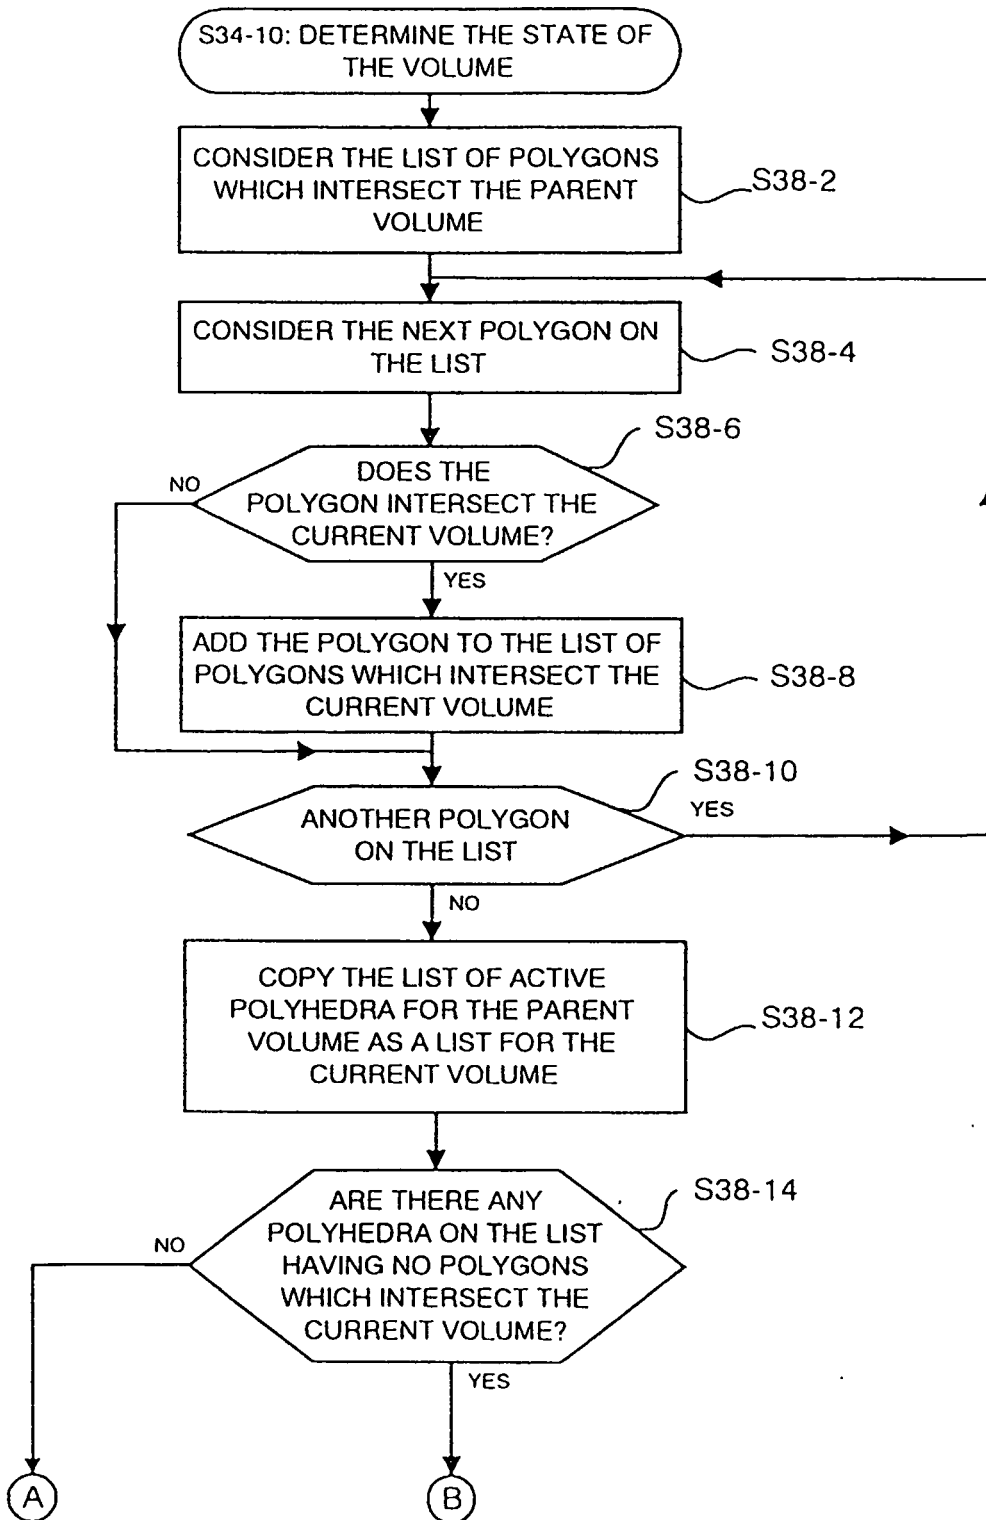 S34-10: DETERMINE THE STATE OF
THE VOLUME
CONSIDER THE LIST OF POLYGONS
WHICH INTERSECT THE PARENT
VOLUME
S38-2
CONSIDER THE NEXT POLYGON ON
THE LIST
S38-4
S38-6
DOES THE
POLYGON INTERSECT THE
CURRENT VOLUME?
NO
YES
ADD THE POLYGON TO THE LIST OF
POLYGONS WHICH INTERSECT THE
CURRENT VOLUME
S38-8
S38-10
ANOTHER POLYGON
ON THE LIST
YES
NO
COPY THE LIST OF ACTIVE
POLYHEDRA FOR THE PARENT
VOLUME AS A LIST FOR THE
CURRENT VOLUME
S38-12
S38-14
ARE THERE ANY
POLYHEDRA ON THE LIST
HAVING NO POLYGONS
WHICH INTERSECT THE
CURRENT VOLUME?
NO
YES
A
B